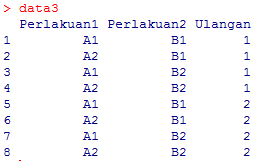 > data3
Perlakuan1 Perlakuan2 Ulangan
1 A1 B1 1
2 A2 B1 1
3 A1 B2 1
4 A2 B2 1
5 A1 B1 2
6 A2 B1 2
7 A1 B2 2
8 A2 B2 2